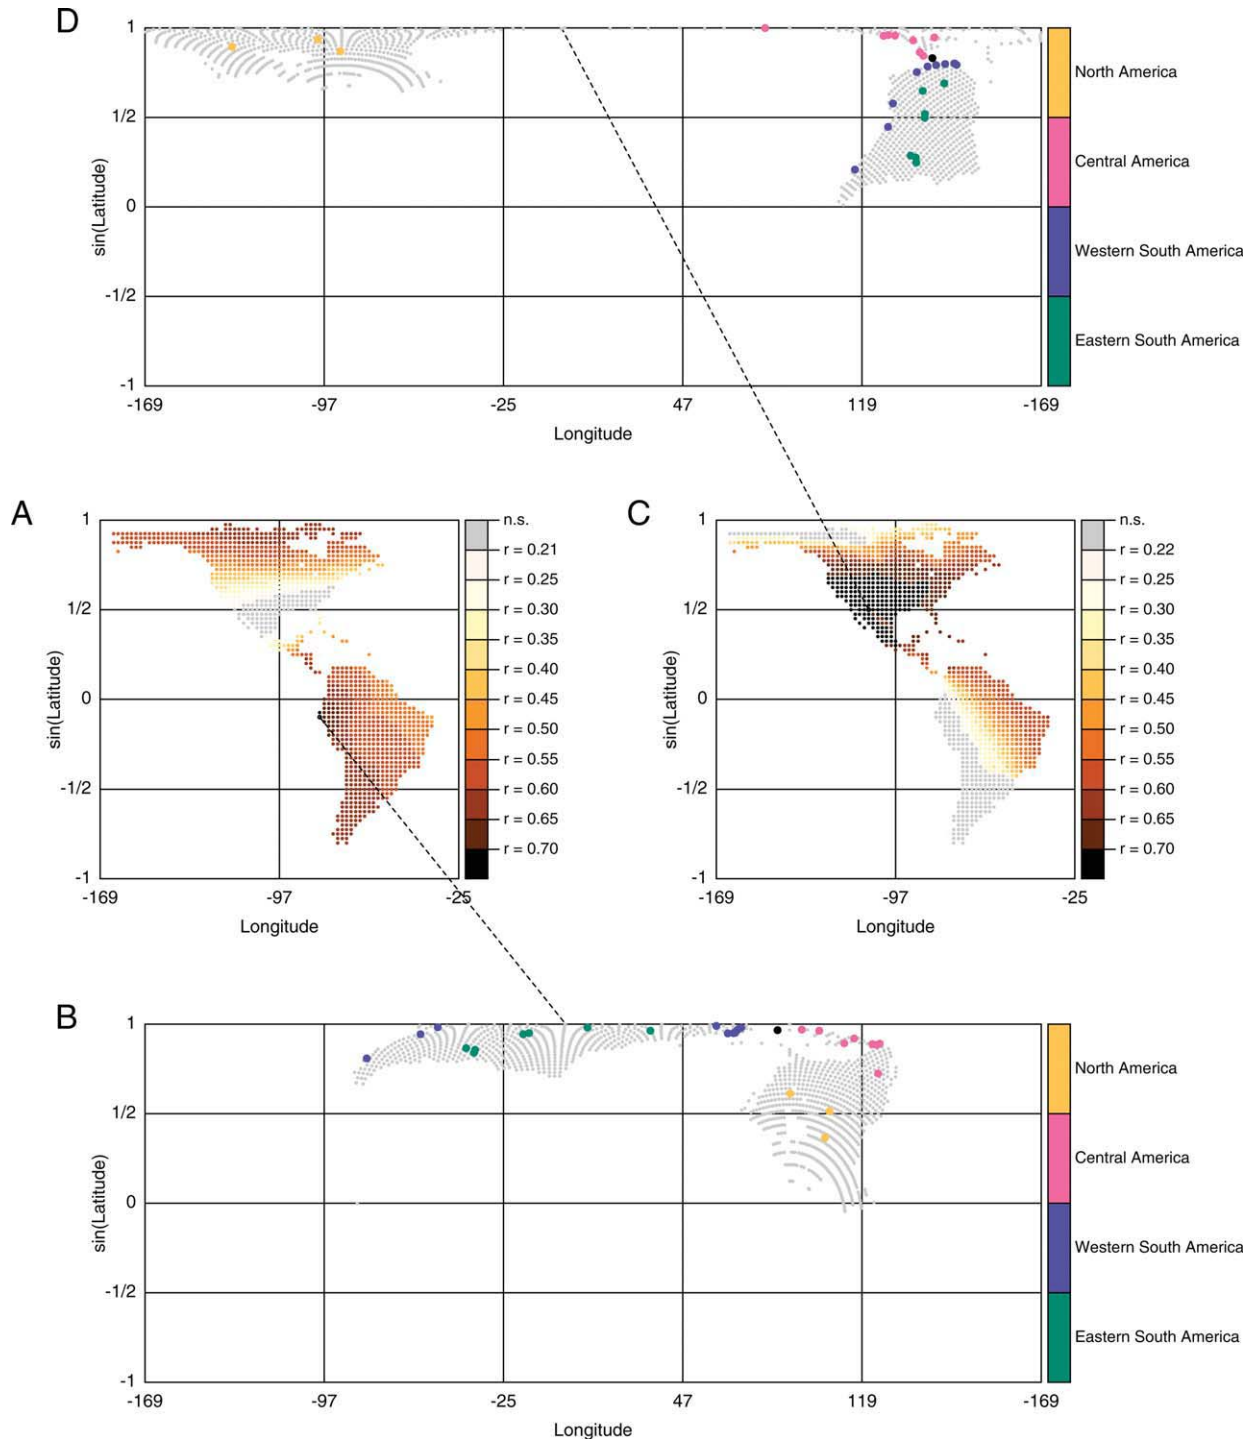 D
1
1/2
0
-1/2
-1
sin(Latitude)
-169
-97
-25
47
119
-169
Longitude
North America
Central America
Western South America
Eastern South America
A
1
1/2
0
-1/2
-1
sin(Latitude)
-169
-97
-25
Longitude
n.s.
r = 0.21
r = 0.25
r = 0.30
r = 0.35
r = 0.40
r = 0.45
r = 0.50
r = 0.55
r = 0.60
r = 0.65
r = 0.70
C
1
1/2
0
-1/2
-1
sin(Latitude)
-169
-97
-25
Longitude
n.s.
r = 0.22
r = 0.25
r = 0.30
r = 0.35
r = 0.40
r = 0.45
r = 0.50
r = 0.55
r = 0.60
r = 0.65
r = 0.70
B
1
1/2
0
-1/2
-1
sin(Latitude)
-169
-97
-25
47
119
-169
Longitude
North America
Central America
Western South America
Eastern South America